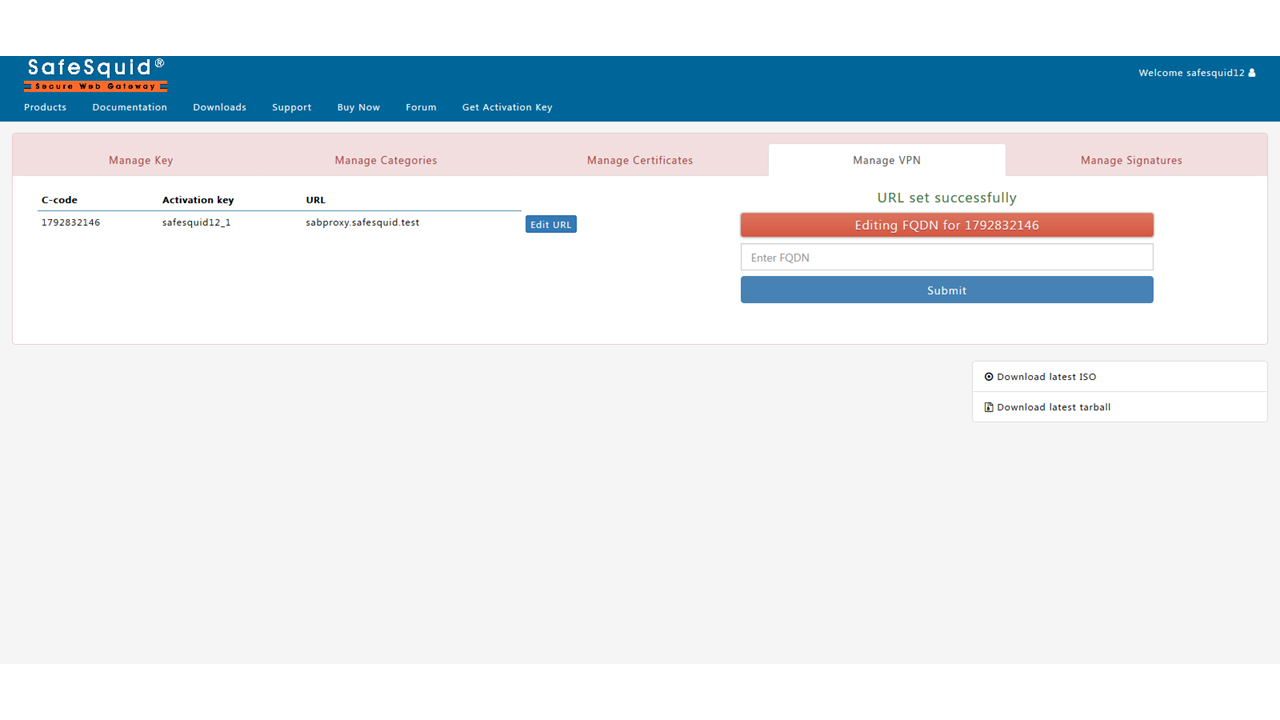 SafeSquid®
Secure Web Gateway
Welcome safesquid12
Products Documentation Downloads Support Buy Now Forum Get Activation Key
Manage Key Manage Categories Manage Certificates Manage VPN Manage Signatures
C-code Activation key URL
1792832146 safesquid12_1 sabproxy.safesquid.test Edit URL
URL set successfully
Editing FQDN for 1792832146
Enter FQDN
Submit
Download latest ISO
Download latest tarball